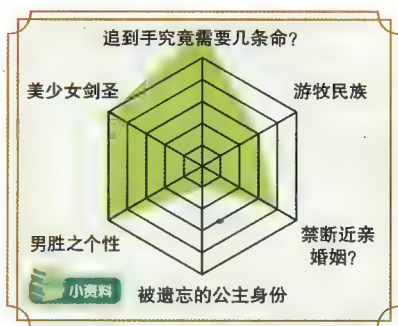 追到手究竟需要几条命？
美少女剑圣
游牧民族
男胜之个性
禁断近亲
婚姻？
小资料
被遗忘的公主身份